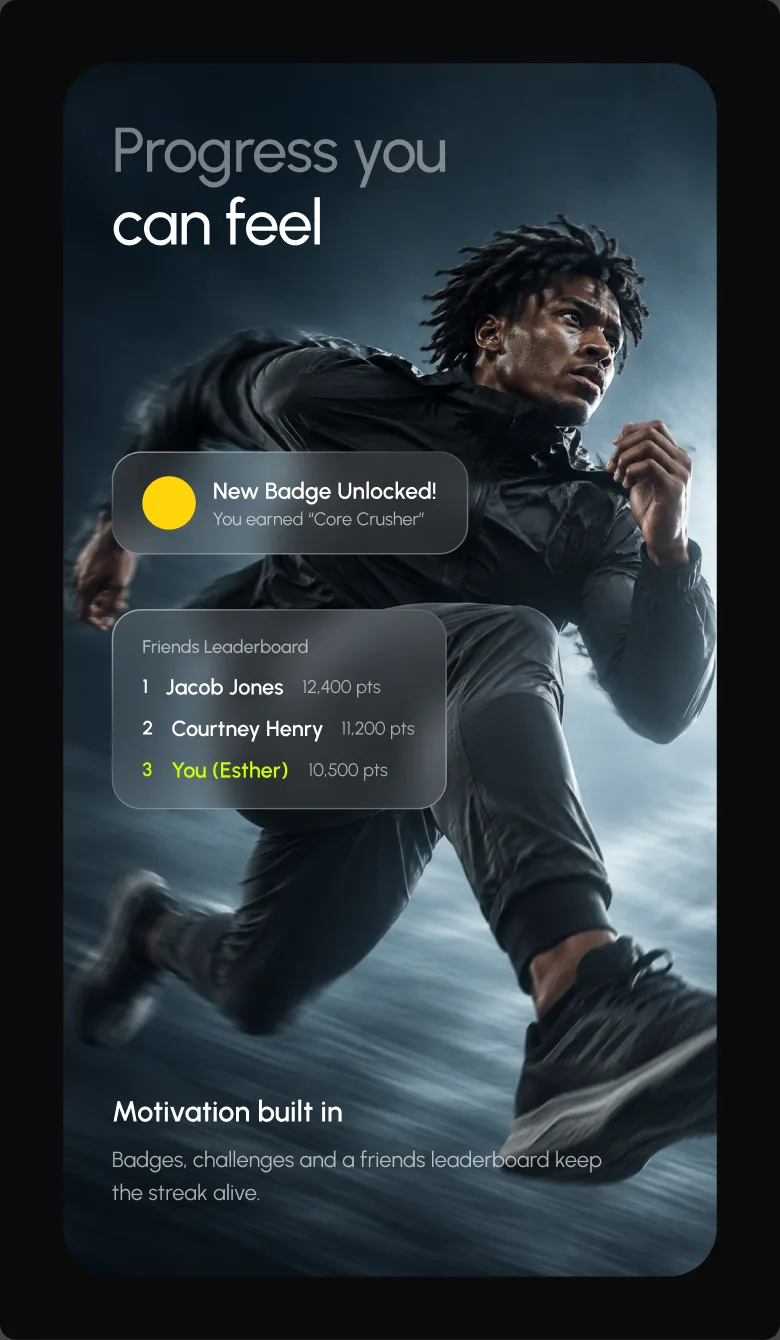 Progress you
can feel
New Badge Unlocked!
You earned “Core Crusher”
Friends Leaderboard
1 Jacob Jones 12,400 pts
2 Courtney Henry 11,200 pts
3 You (Esther) 10,500 pts
Motivation built in
Badges, challenges and a friends leaderboard keep
the streak alive.